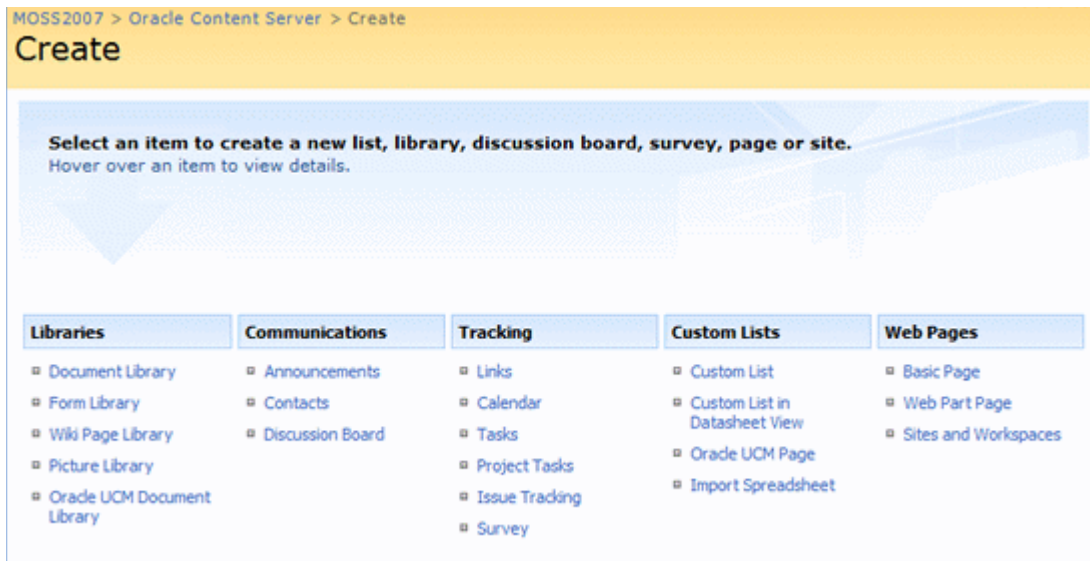 MOSS2007 > Oracle Content Server > Create
Create
Select an item to create a new list, library, discussion board, survey, page or site.
Hover over an item to view details.
Libraries
Document Library
Form Library
Wiki Page Library
Picture Library
Oracle UCM Document
Library
Communications
Announcements
Contacts
Discussion Board
Tracking
Links
Calendar
Tasks
Project Tasks
Issue Tracking
Survey
Custom Lists
Custom List
Custom List in
Datasheet View
Oracle UCM Page
Import Spreadsheet
Web Pages
Basic Page
Web Part Page
Sites and Workspaces